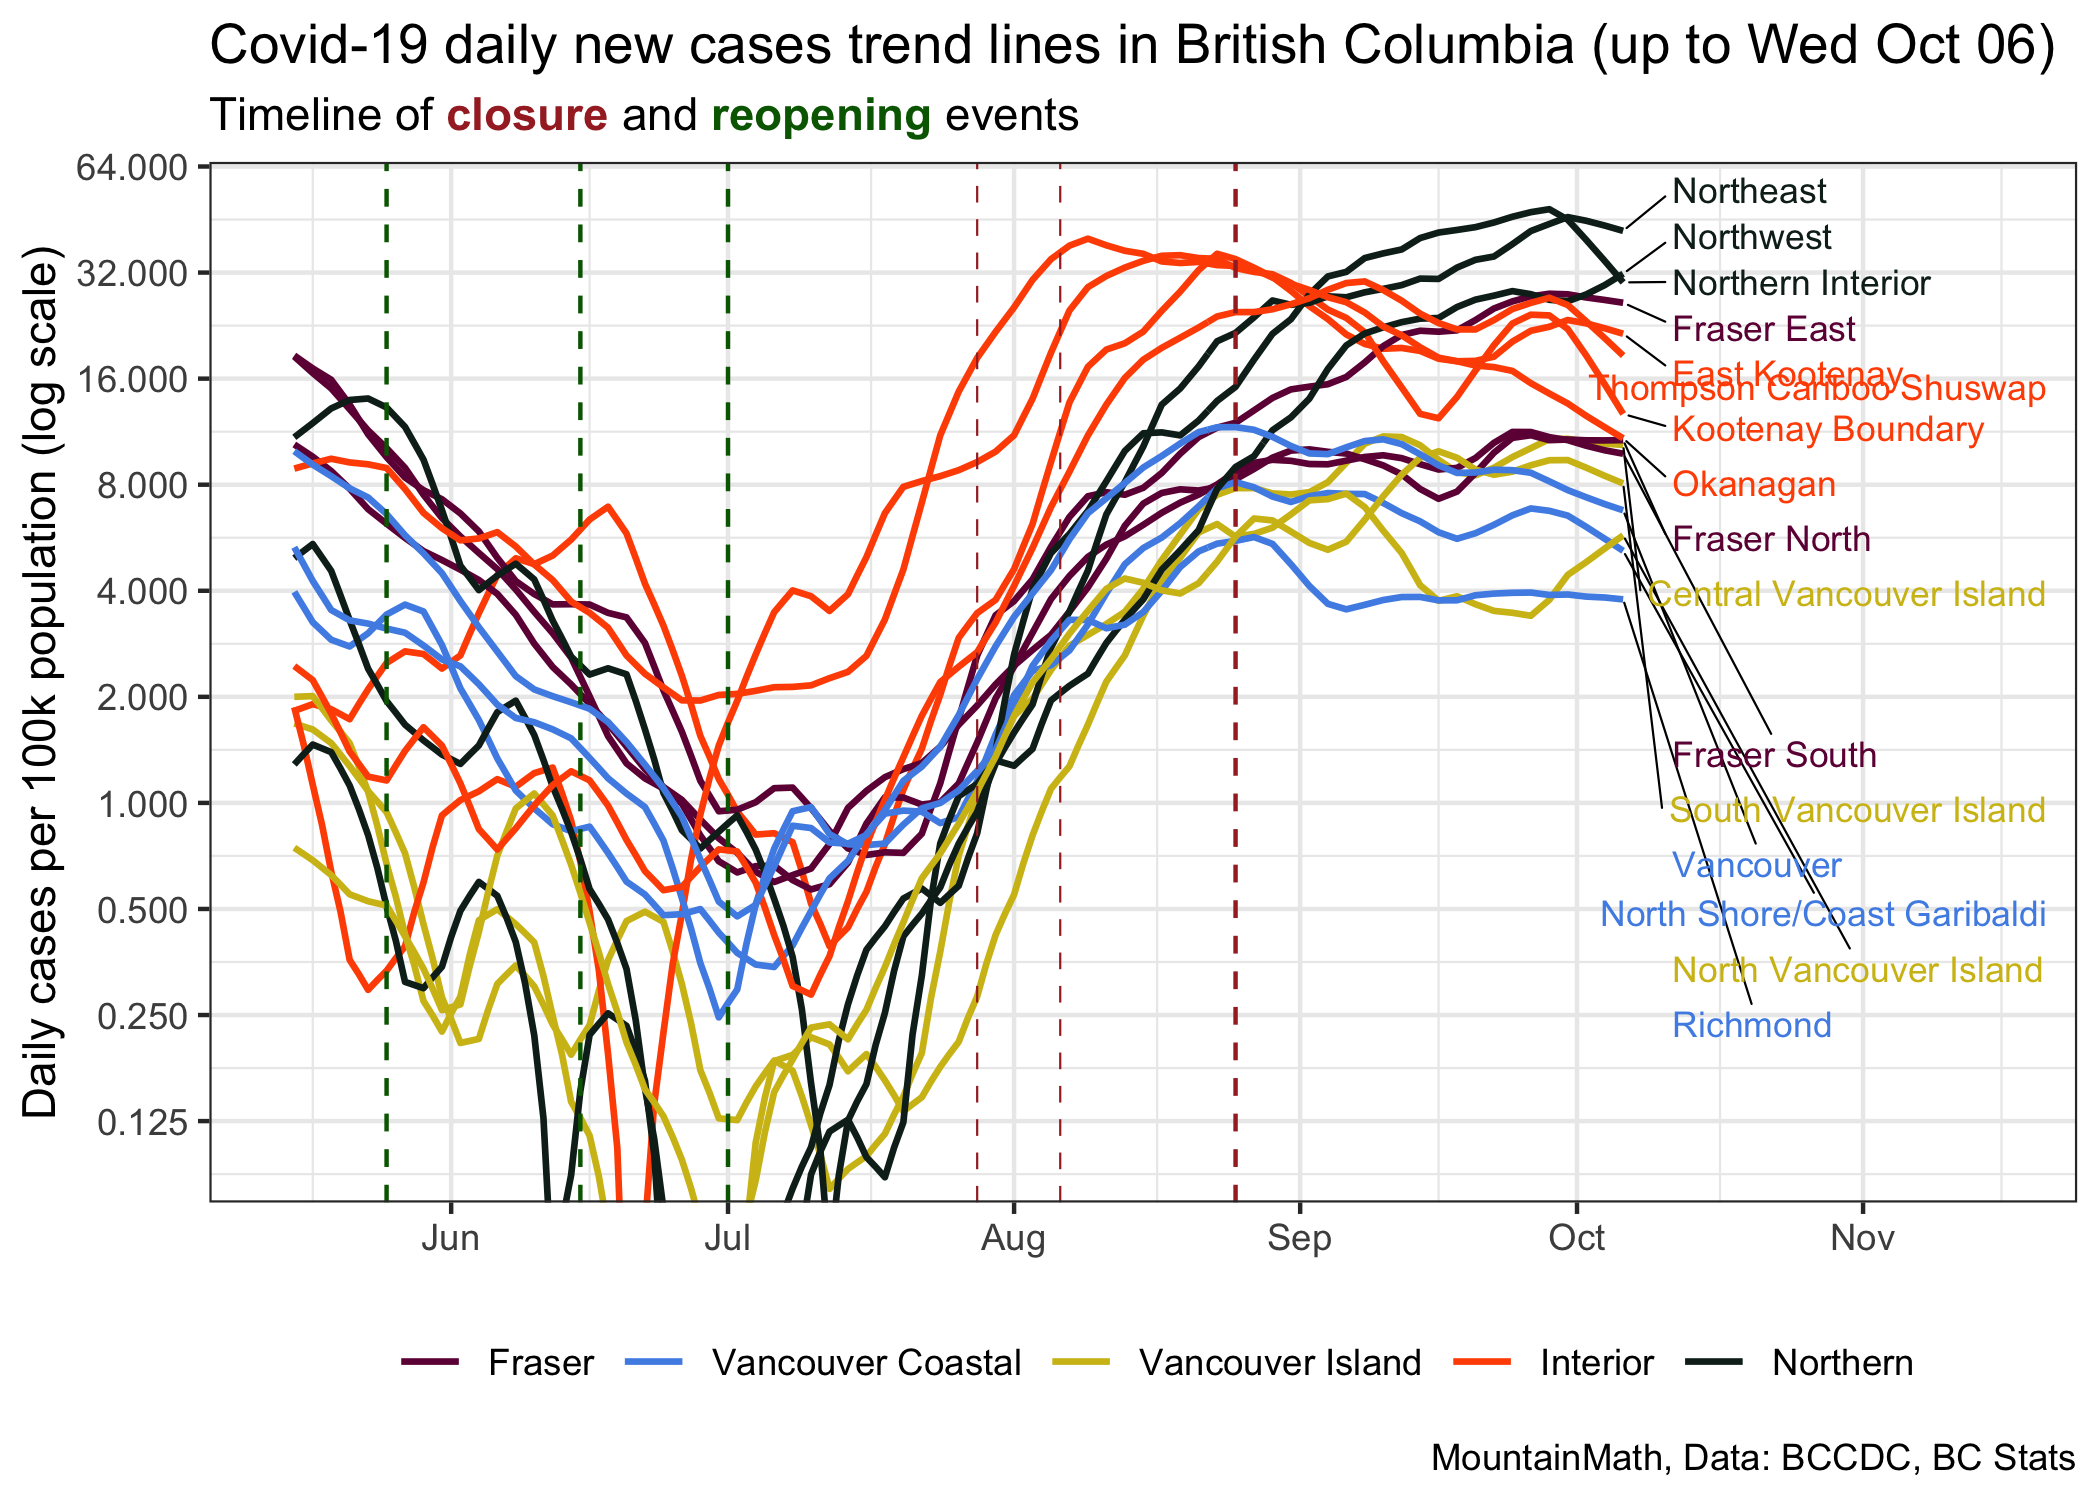 Covid-19 daily new cases trend lines in British Columbia (up to Wed Oct 06)
Timeline of closure and reopening events
Daily cases per 100k population (log scale)
64.000
32.000
16.000
8.000
4.000
2.000
1.000
0.500
0.250
0.125
Northeast
Northwest
Northern Interior
Fraser East
East Kootenay
Thompson Cariboo Shuswap
Kootenay Boundary
Okanagan
Fraser North
Central Vancouver Island
Fraser South
South Vancouver Island
Vancouver
North Shore/Coast Garibaldi
North Vancouver Island
Richmond
Jun Jul Aug Sep Oct Nov
Fraser Vancouver Coastal Vancouver Island Interior Northern
MountainMath, Data: BCCDC, BC Stats